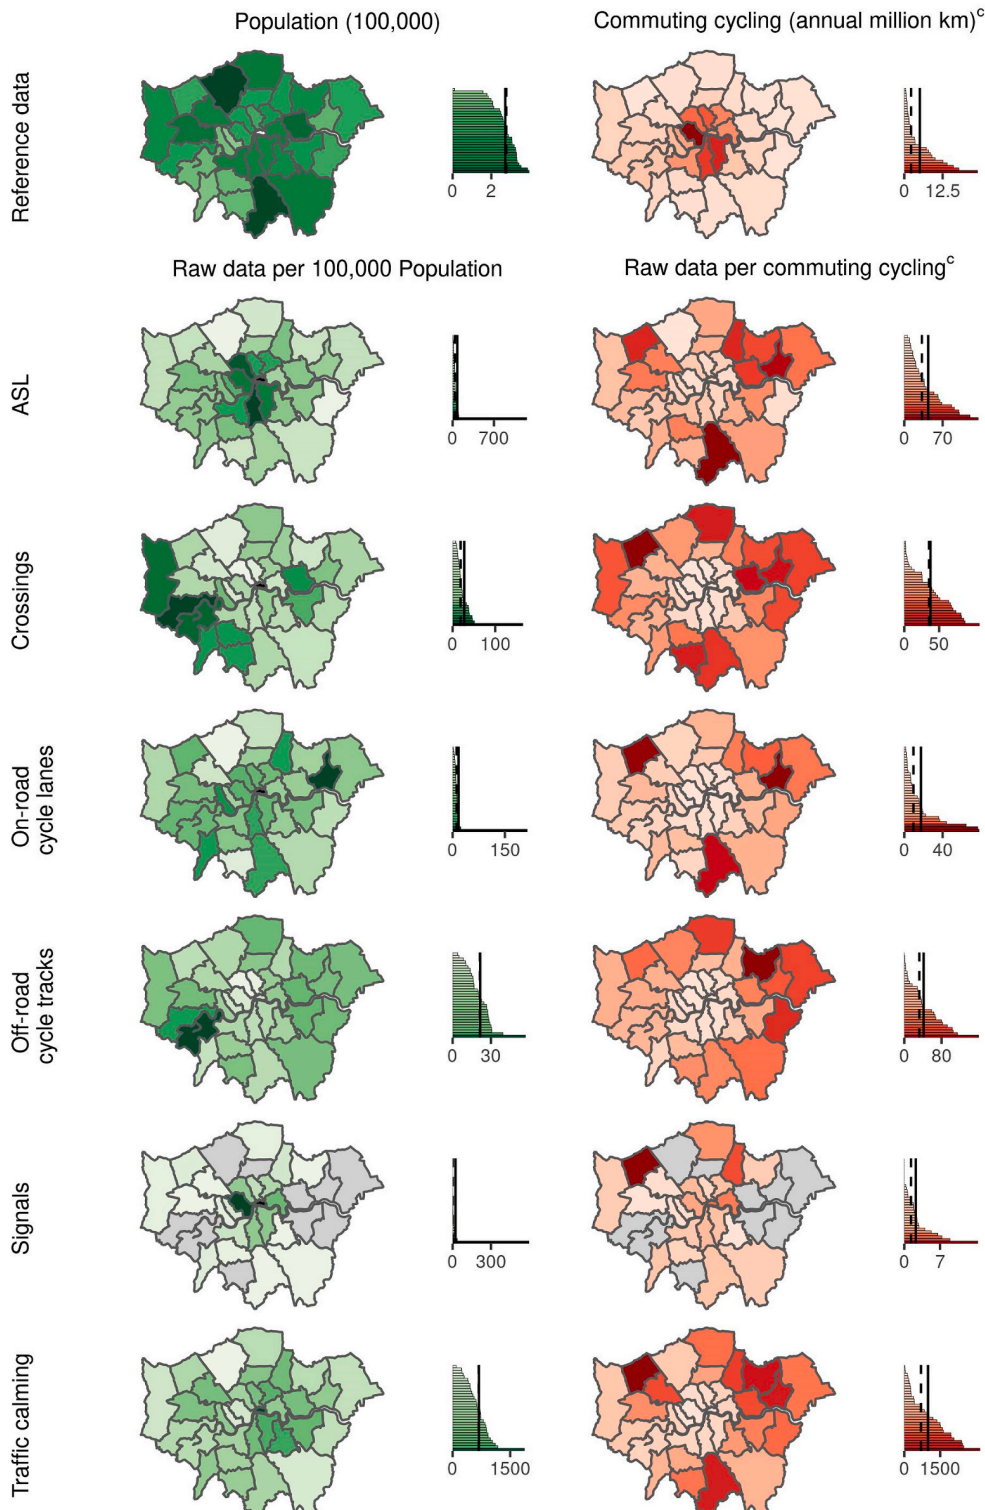 Population (100,000)
Commuting cycling (annual million km)c
Reference data
0 2
0 12.5
Raw data per 100,000 Population
Raw data per commuting cyclingc
ASL
0 700
0 70
Crossings
0 100
0 50
On-road
cycle lanes
0 150
0 40
Off-road
cycle tracks
0 30
0 80
Signals
0 300
0 7
Traffic calming
0 1500
0 1500